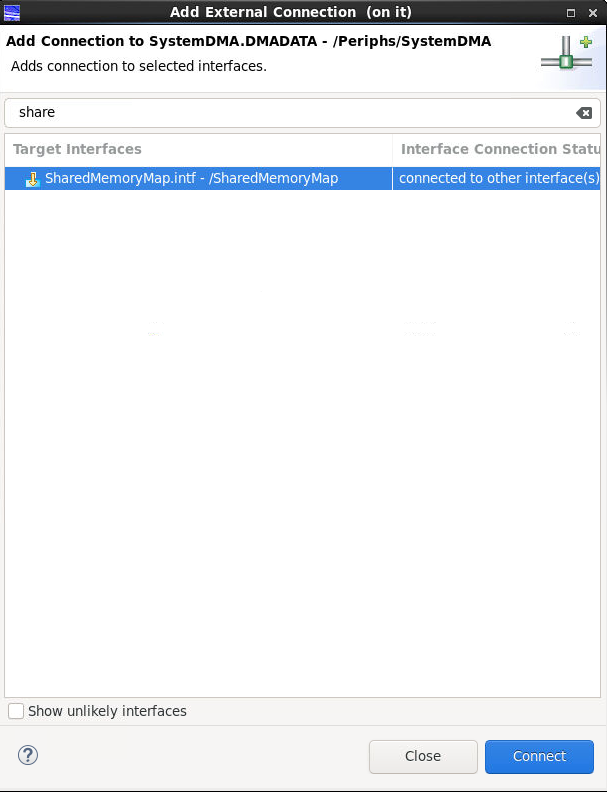 Add External Connection  (on it)
Add Connection to SystemDMA.DMADATA - /Periphs/SystemDMA
Adds connection to selected interfaces.
share
Target Interfaces
Interface Connection Statu
SharedMemoryMap.intf - /SharedMemoryMap
connected to other interface(s)
Show unlikely interfaces
?
Close
Connect